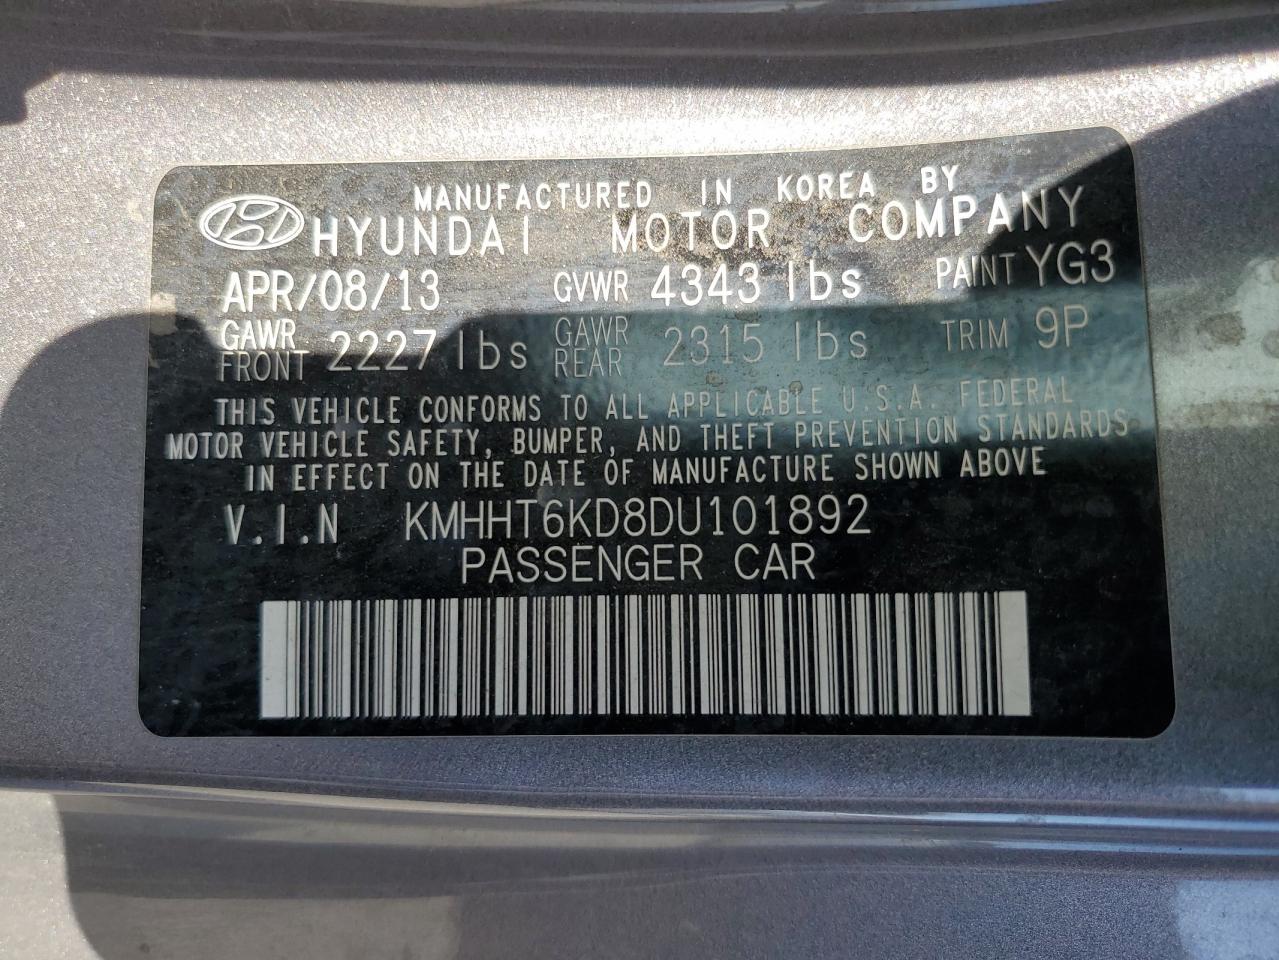 MANUFACTURED IN KOREA BY
HYUNDAI MOTOR COMPANY
APR/08/13 GVWR 4343 lbs PAINT YG3
GAWR FRONT 2227 lbs GAWR REAR 2315 lbs TRIM 9P
THIS VEHICLE CONFORMS TO ALL APPLICABLE U.S.A. FEDERAL
MOTOR VEHICLE SAFETY, BUMPER, AND THEFT PREVENTION STANDARDS
IN EFFECT ON THE DATE OF MANUFACTURE SHOWN ABOVE
V.I.N KMHHT6KD8DU101892
PASSENGER CAR